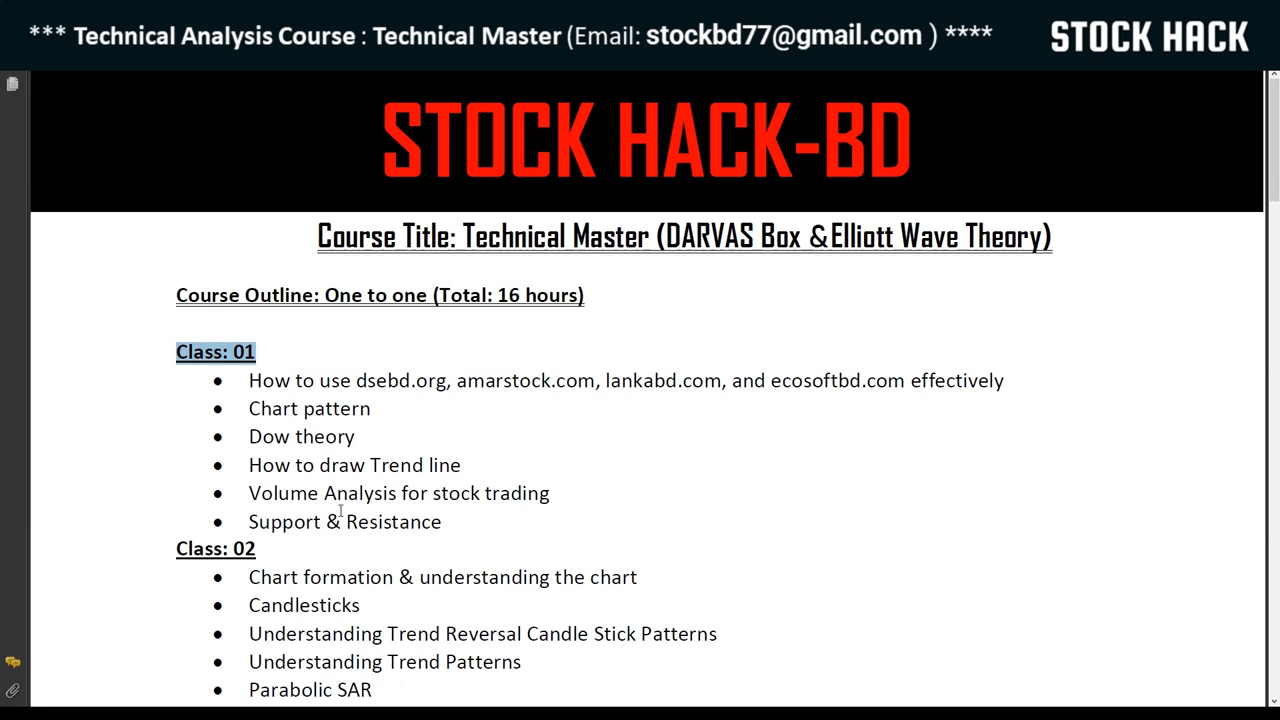 *** Technical Analysis Course : Technical Master (Email: stockbd77@gmail.com ) ****
STOCK HACK
STOCK HACK-BD
Course Title: Technical Master (DARVAS Box &Elliott Wave Theory)
Course Outline: One to one (Total: 16 hours)
Class: 01
• How to use dsebd.org, amarstock.com, lankabd.com, and ecosoftbd.com effectively
• Chart pattern
• Dow theory
• How to draw Trend line
• Volume Analysis for stock trading
• Support & Resistance
Class: 02
• Chart formation & understanding the chart
• Candlesticks
• Understanding Trend Reversal Candle Stick Patterns
• Understanding Trend Patterns
• Parabolic SAR